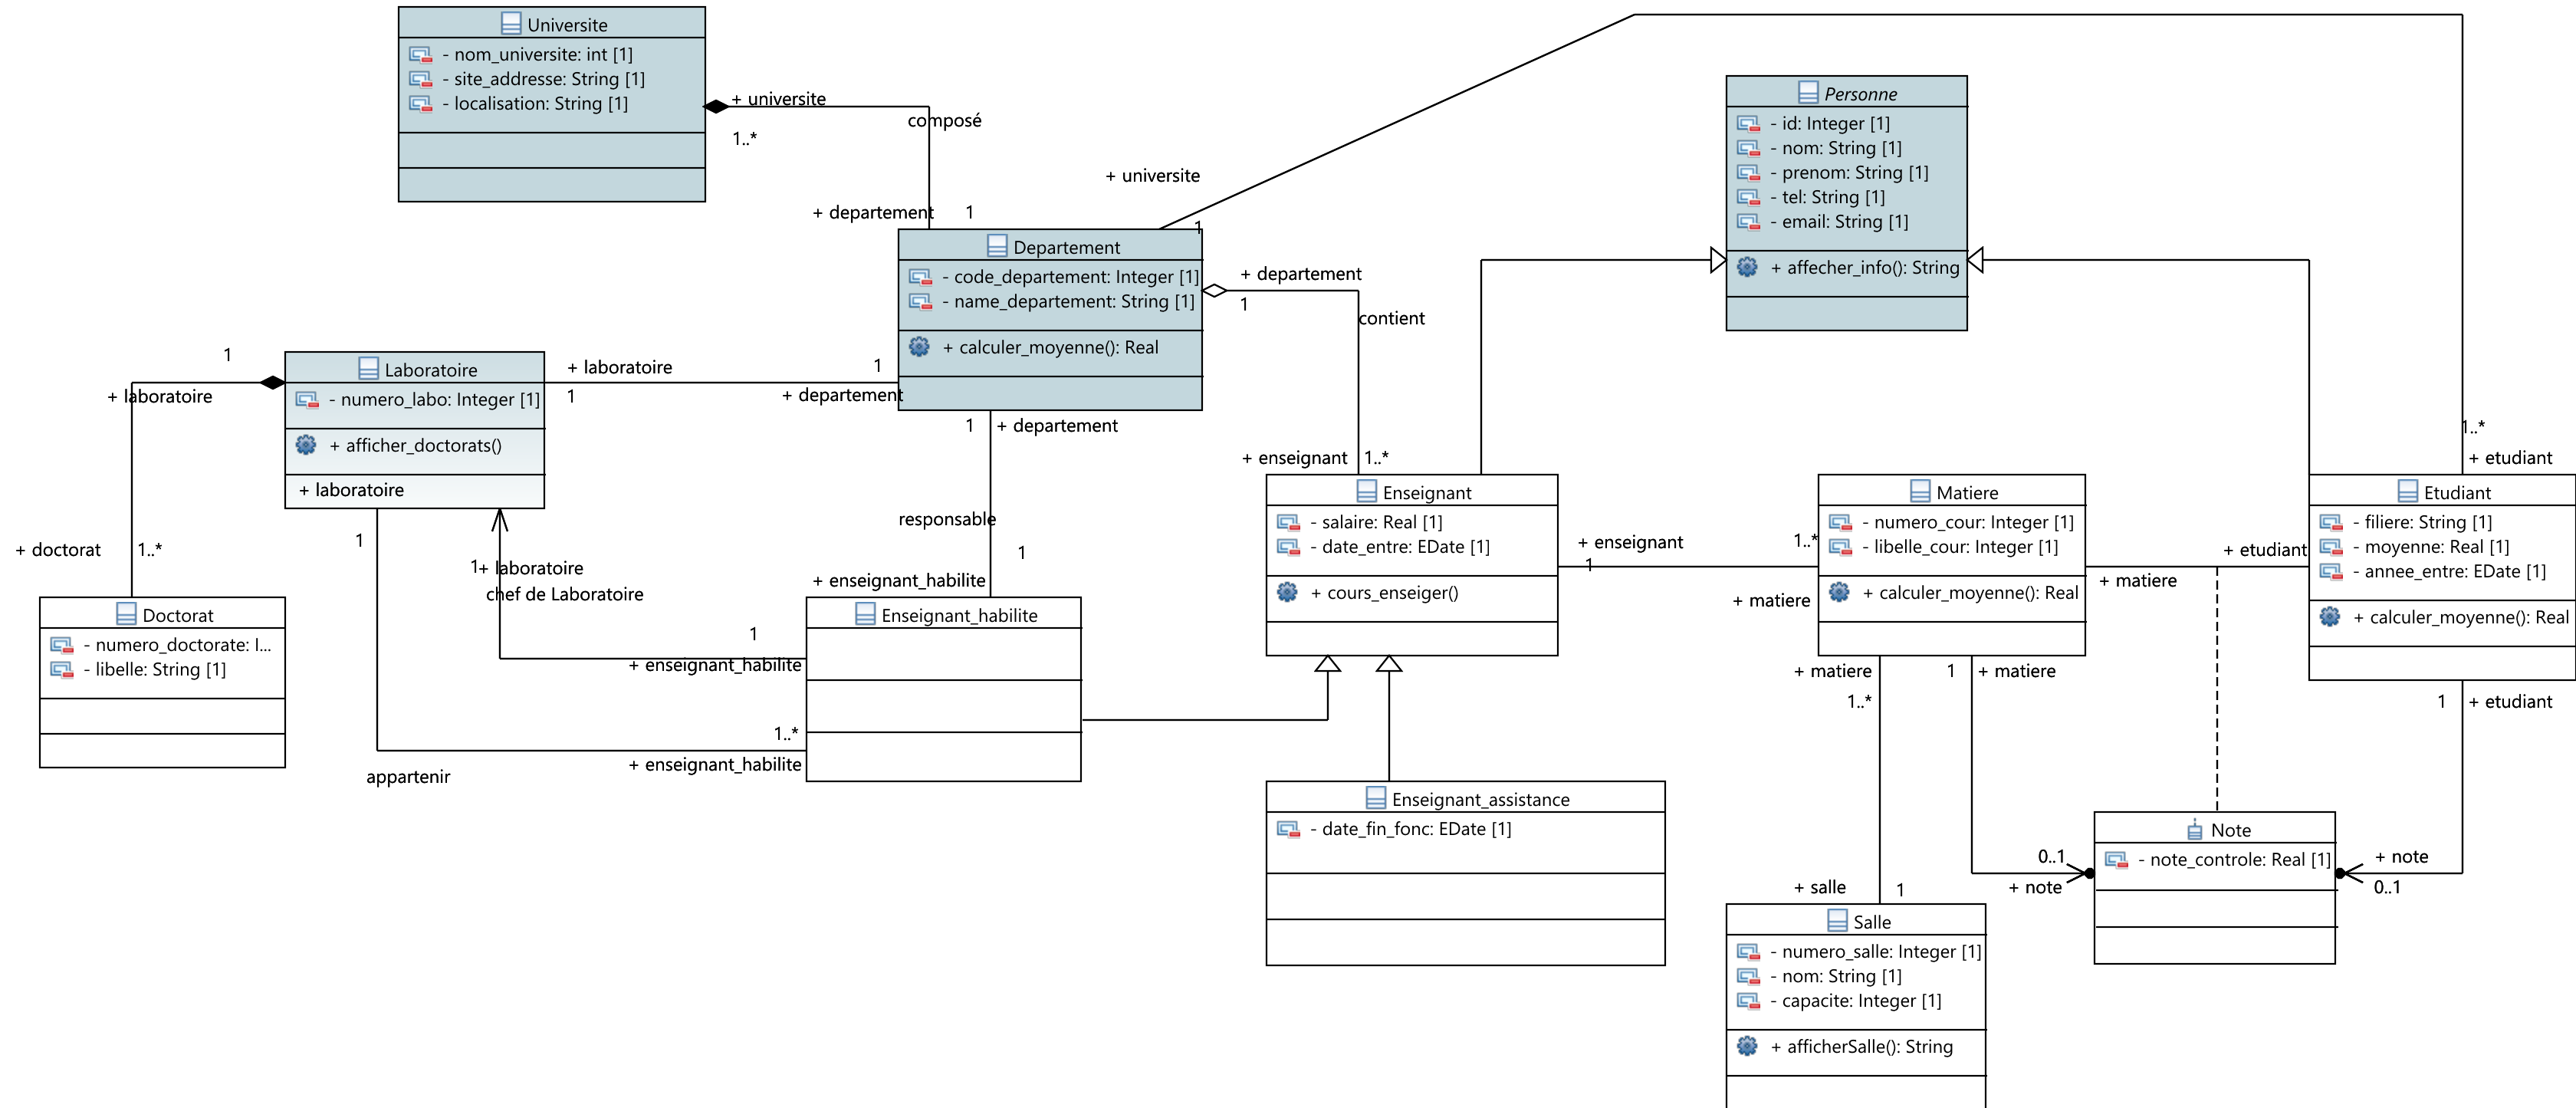 Universite
- nom_universite: int [1]
- site_addresse: String [1]
- localisation: String [1]
+ universite
1..*
composé
+ departement
1
+ universite
1
Personne
- id: Integer [1]
- nom: String [1]
- prenom: String [1]
- tel: String [1]
- email: String [1]
+ affecher_info(): String
Departement
- code_departement: Integer [1]
- name_departement: String [1]
+ calculer_moyenne(): Real
+ departement
1
contient
+ enseignant
1..*
1..*
+ etudiant
Laboratoire
- numero_labo: Integer [1]
+ afficher_doctorats()
+ laboratoire
1
+ laboratoire
+ doctorat
1..*
+ laboratoire
1
1
+ departement
1
+ departement
responsable
1
+ enseignant_habilite
1
1
+ laboratoire
chef de Laboratoire
1
+ enseignant_habilite
1..*
+ enseignant_habilite
appartenir
Doctorat
- numero_doctorate: I...
- libelle: String [1]
Enseignant_habilite
Enseignant
- salaire: Real [1]
- date_entre: EDate [1]
+ cours_enseiger()
+ enseignant
1
1..*
+ matiere
Matiere
- numero_cour: Integer [1]
- libelle_cour: Integer [1]
+ calculer_moyenne(): Real
+ etudiant
+ matiere
Etudiant
- filiere: String [1]
- moyenne: Real [1]
- annee_entre: EDate [1]
+ calculer_moyenne(): Real
+ matiere
1..*
1
+ matiere
1
+ etudiant
Enseignant_assistance
- date_fin_fonc: EDate [1]
Note
- note_controle: Real [1]
0..1
+ note
+ note
0..1
+ salle
1
Salle
- numero_salle: Integer [1]
- nom: String [1]
- capacite: Integer [1]
+ afficherSalle(): String